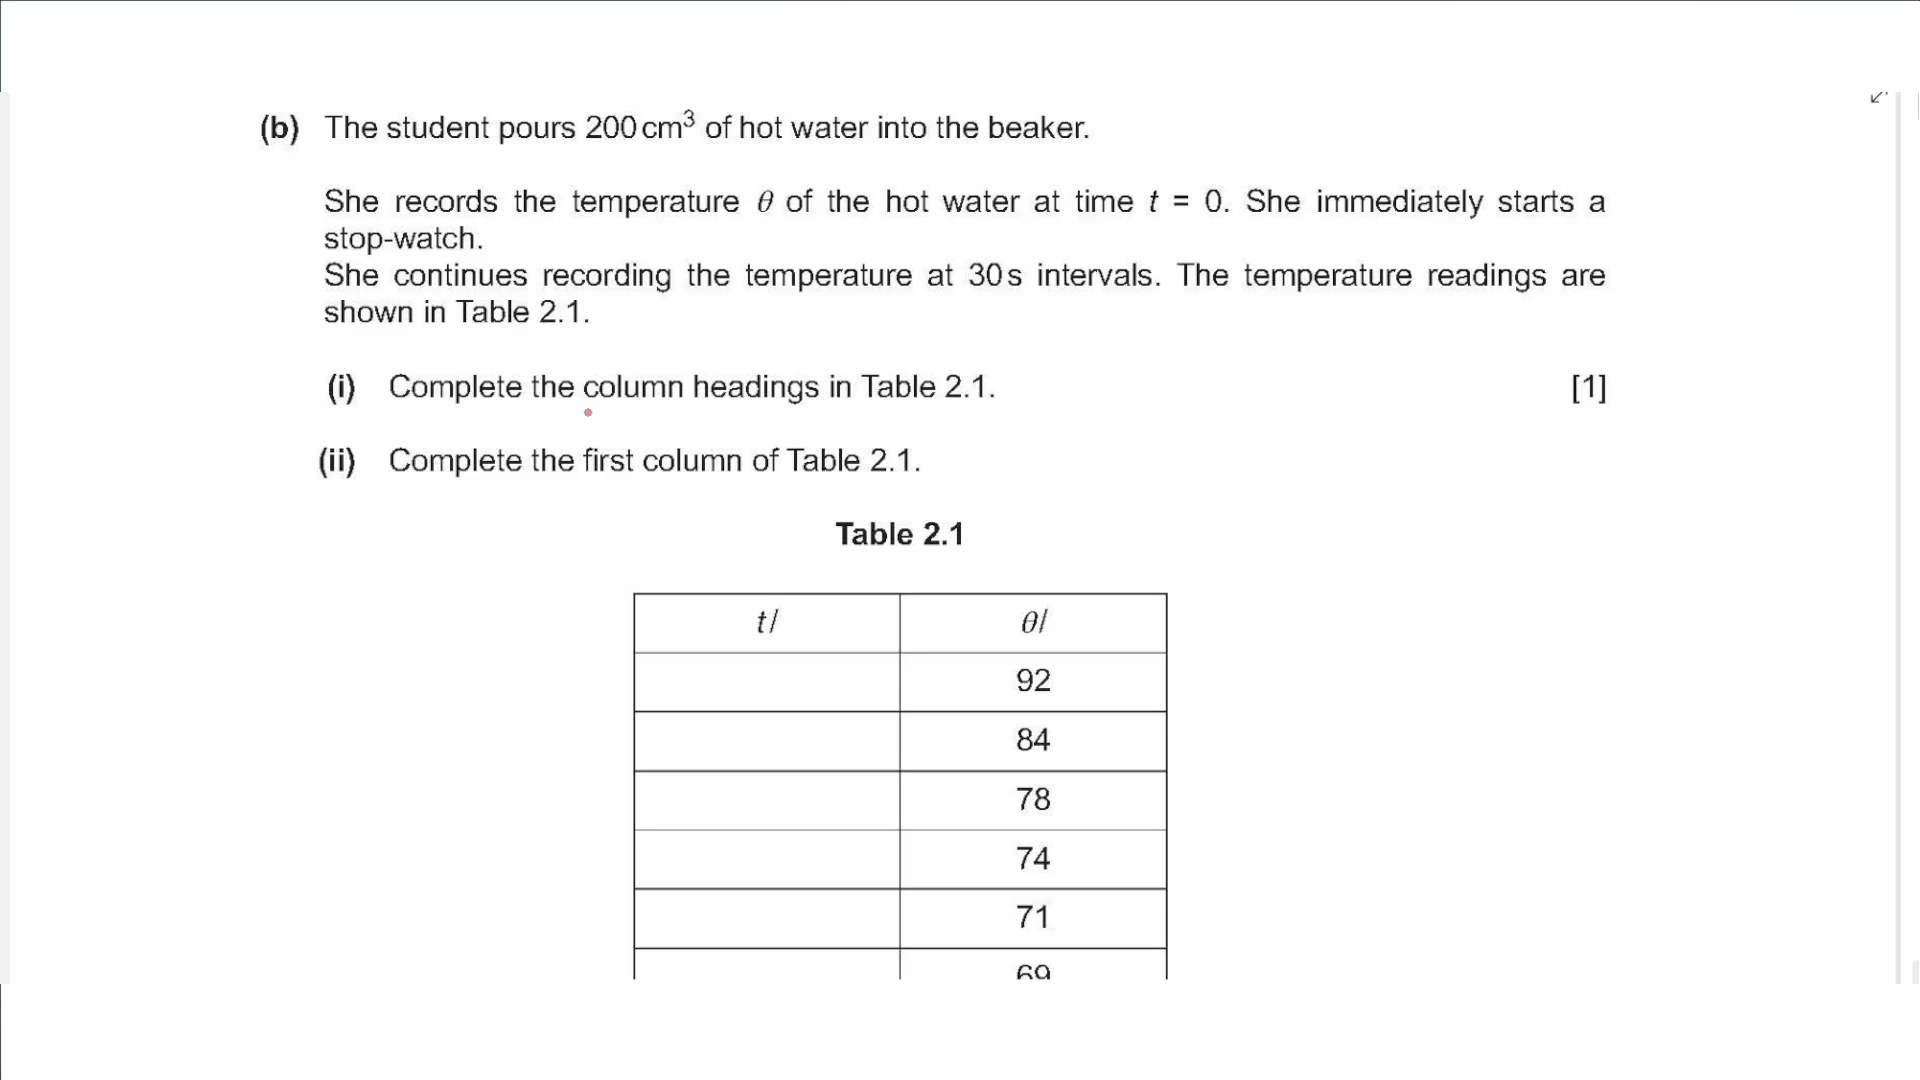 (b) The student pours 200 cm³ of hot water into the beaker.
She records the temperature θ of the hot water at time t = 0. She immediately starts a
stop-watch.
She continues recording the temperature at 30 s intervals. The temperature readings are
shown in Table 2.1.
(i) Complete the column headings in Table 2.1. [1]
(ii) Complete the first column of Table 2.1.
Table 2.1
t / θ /
92
84
78
74
71
69